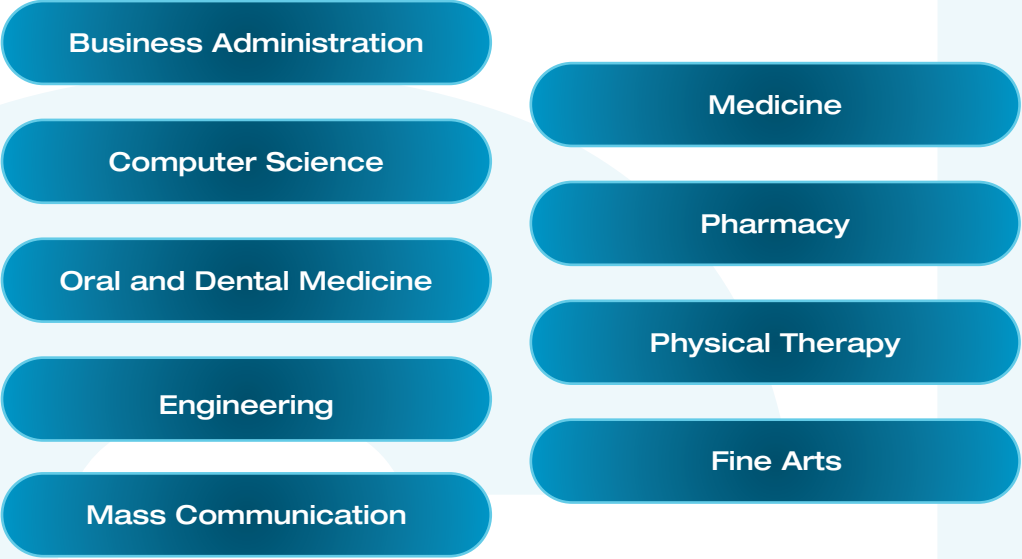 Business Administration
Computer Science
Oral and Dental Medicine
Engineering
Mass Communication
Medicine
Pharmacy
Physical Therapy
Fine Arts